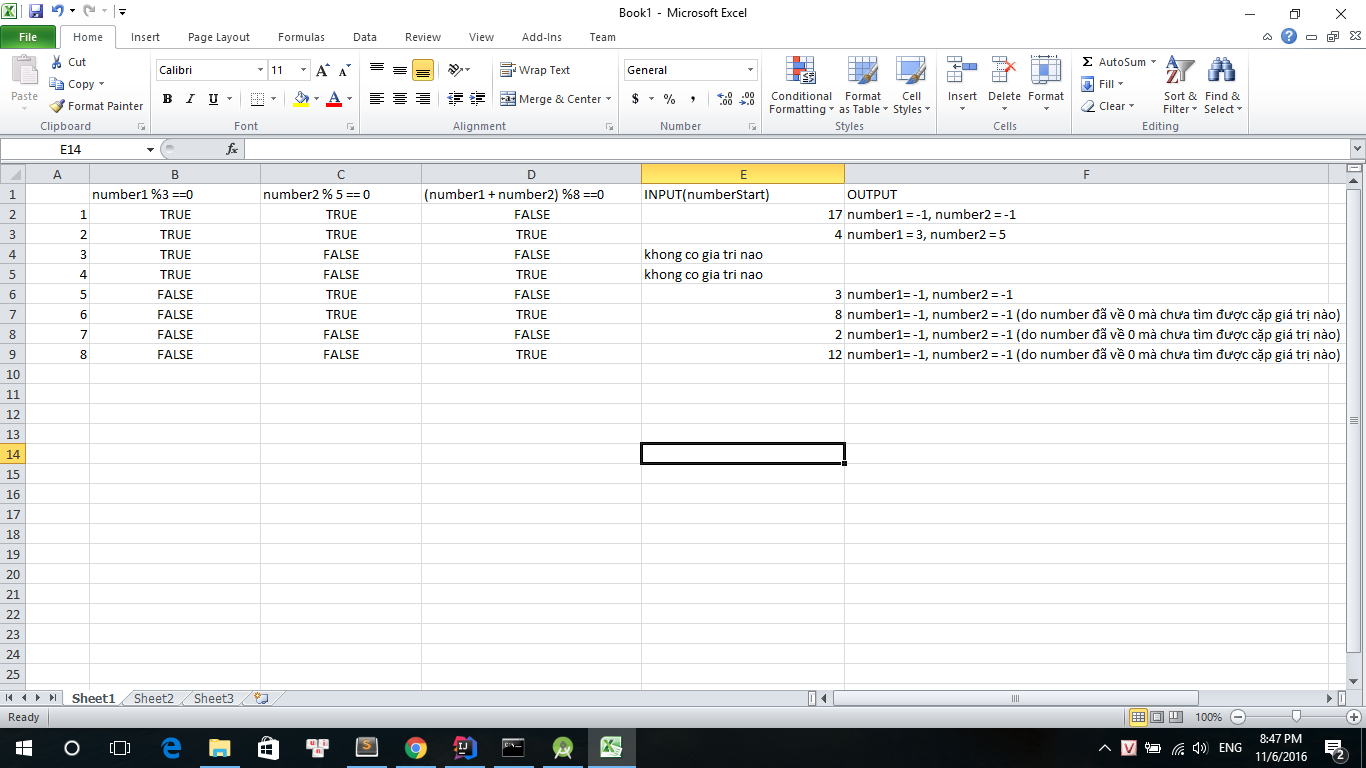 Book1 - Microsoft Excel
File Home Insert Page Layout Formulas Data Review View Add-Ins Team
Paste
Cut
Copy
Format Painter
Clipboard
Calibri 11
B I U
Font
Wrap Text
Merge & Center
Alignment
General
$ % ,
Number
Conditional Formatting
Format as Table
Cell Styles
Styles
Insert Delete Format
Cells
AutoSum
Fill
Clear
Sort & Filter
Find & Select
Editing
E14 fx
A B C D E F
1 number1 %3 ==0 number2 % 5 == 0 (number1 + number2) %8 ==0 INPUT(numberStart) OUTPUT
2 1 TRUE TRUE FALSE 17 number1 = -1, number2 = -1
3 2 TRUE TRUE TRUE 4 number1 = 3, number2 = 5
4 3 TRUE FALSE FALSE khong co gia tri nao
5 4 TRUE FALSE TRUE khong co gia tri nao
6 5 FALSE TRUE FALSE 3 number1= -1, number2 = -1
7 6 FALSE TRUE TRUE 8 number1= -1, number2 = -1 (do number đã về 0 mà chưa tìm được cặp giá trị nào)
8 7 FALSE FALSE FALSE 2 number1= -1, number2 = -1 (do number đã về 0 mà chưa tìm được cặp giá trị nào)
9 8 FALSE FALSE TRUE 12 number1= -1, number2 = -1 (do number đã về 0 mà chưa tìm được cặp giá trị nào)
10
11
12
13
14
15
16
17
18
19
20
21
22
23
24
25
Sheet1 Sheet2 Sheet3
Ready 100%
ENG 8:47 PM
11/6/2016
2